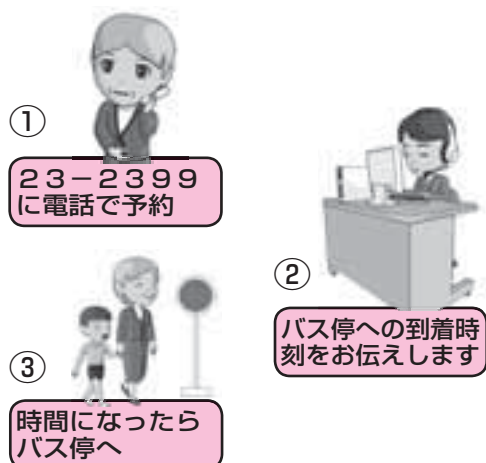 ①
２３－２３９９
に電話で予約
②
バス停への到着時
刻をお伝えします
③
時間になったら
バス停へ